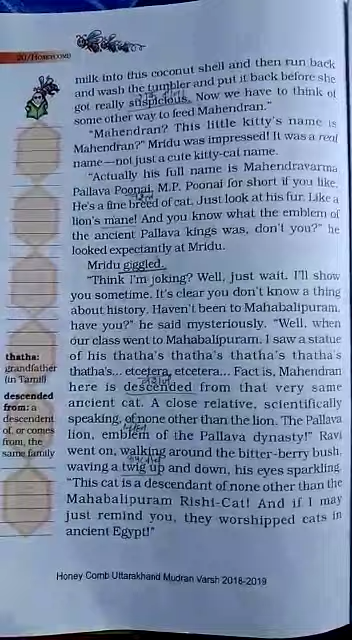 20/HONEYCOMB
milk into this coconut shell and then run back
and wash the tumbler and put it back before she
got really suspicious. Now we have to think of
some other way to feed Mahendran."
"Mahendran? This little kitty's name is
Mahendran?" Mridu was impressed! It was a real
name—not just a cute kitty-cat name.
"Actually his full name is Mahendravarma
Pallava Poonai. M.P. Poonai for short if you like.
He's a fine breed of cat. Just look at his fur. Like a
lion's mane! And you know what the emblem of
the ancient Pallava kings was, don't you?" he
looked expectantly at Mridu.
Mridu giggled.
"Think I'm joking? Well, just wait. I'll show
you sometime. It's clear you don't know a thing
about history. Haven't been to Mahabalipuram,
have you?" he said mysteriously. "Well, when
our class went to Mahabalipuram, I saw a statue
of his thatha's thatha's thatha's thatha's
thatha's... etcetera, etcetera... Fact is, Mahendran
here is descended from that very same
ancient cat. A close relative, scientifically
speaking, of none other than the lion. The Pallava
lion, emblem of the Pallava dynasty!" Ravi
went on, walking around the bitter-berry bush,
waving a twig up and down, his eyes sparkling.
"This cat is a descendant of none other than the
Mahabalipuram Rishi-Cat! And if I may
just remind you, they worshipped cats in
ancient Egypt!"
thatha:
grandfather
(in Tamil)
descended
from: a
descendent
of, or comes
from, the
same family
Honey Comb Uttarakhand Mudran Varsh 2018-2019